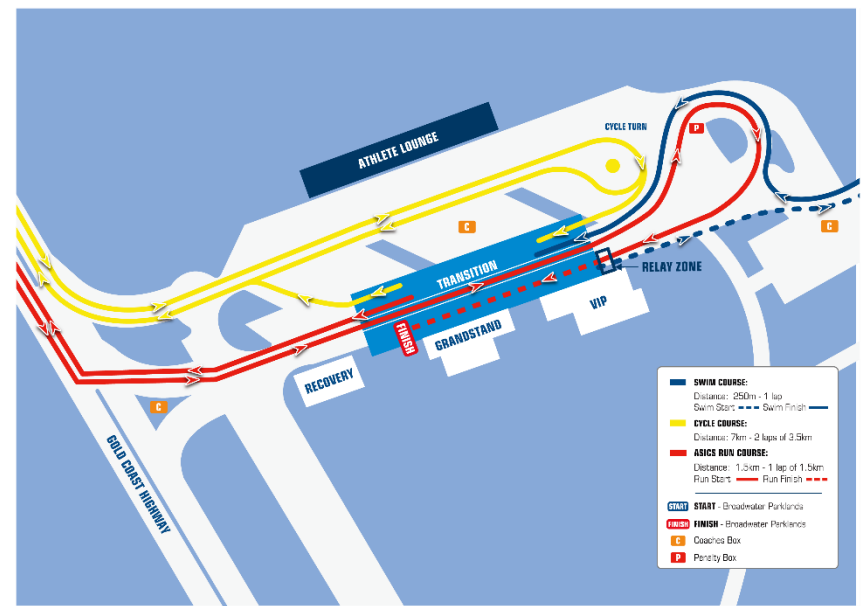 CYCLE TURN
P
ATHLETE LOUNGE
C
C
TRANSITION
RELAY ZONE
VIP
FINISH
GRANDSTAND
RECOVERY
C
GOLD COAST HIGHWAY
SWIM COURSE:
Distance: 250m - 1 lap
Swim Start Swim Finish
CYCLE COURSE:
Distance: 7km - 2 laps of 3.5km
ASICS RUN COURSE:
Distance: 1.5km - 1 lap of 1.5km
Run Start Run Finish
START START - Broadwater Parklands
FINISH FINISH - Broadwater Parklands
C Coaches Box
P Penalty Box